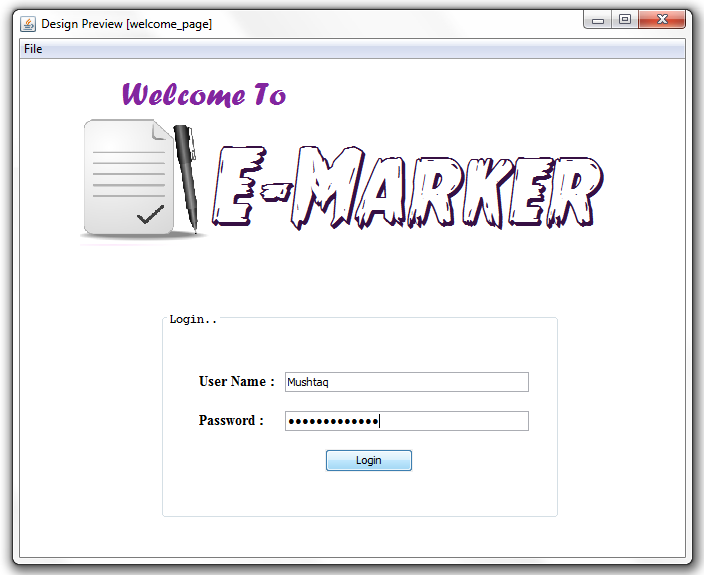 Design Preview [welcome_page]
File
Welcome To
E-Marker
Login..
User Name :
Mushtaq
Password :
•••••••••••••
Login